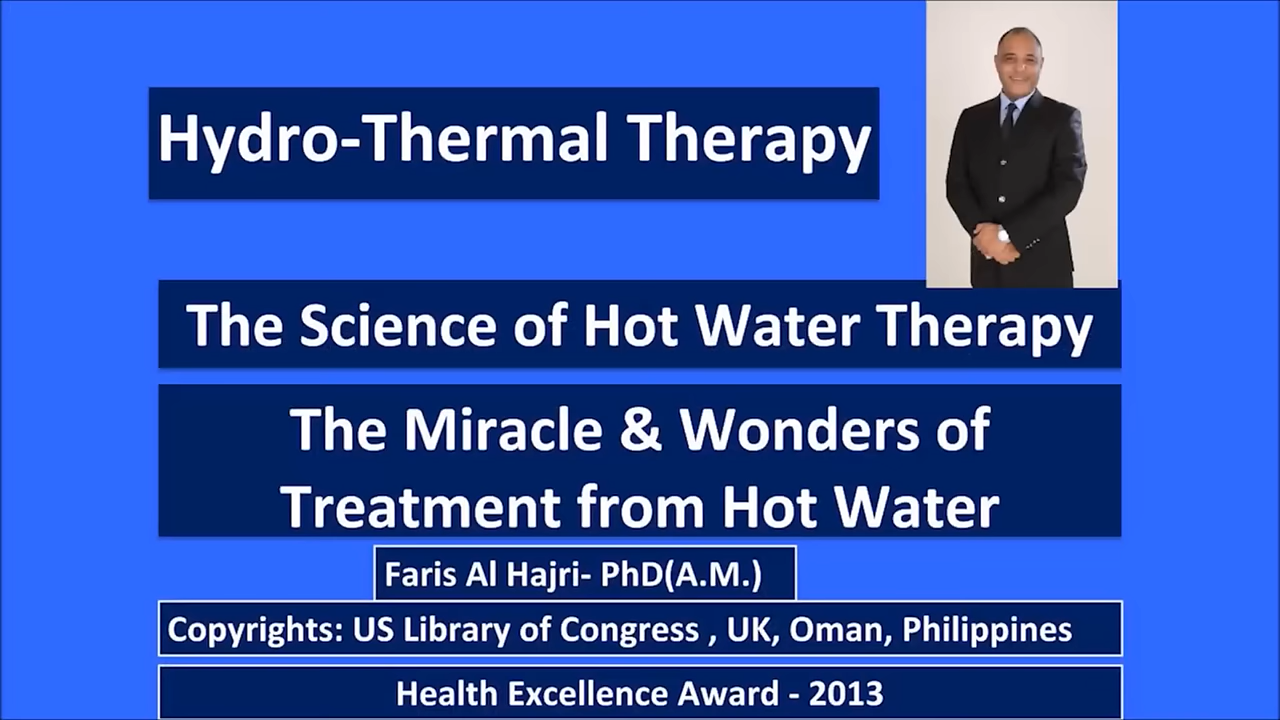 Hydro-Thermal Therapy
The Science of Hot Water Therapy
The Miracle & Wonders of
Treatment from Hot Water
Faris Al Hajri- PhD(A.M.)
Copyrights: US Library of Congress , UK, Oman, Philippines
Health Excellence Award - 2013